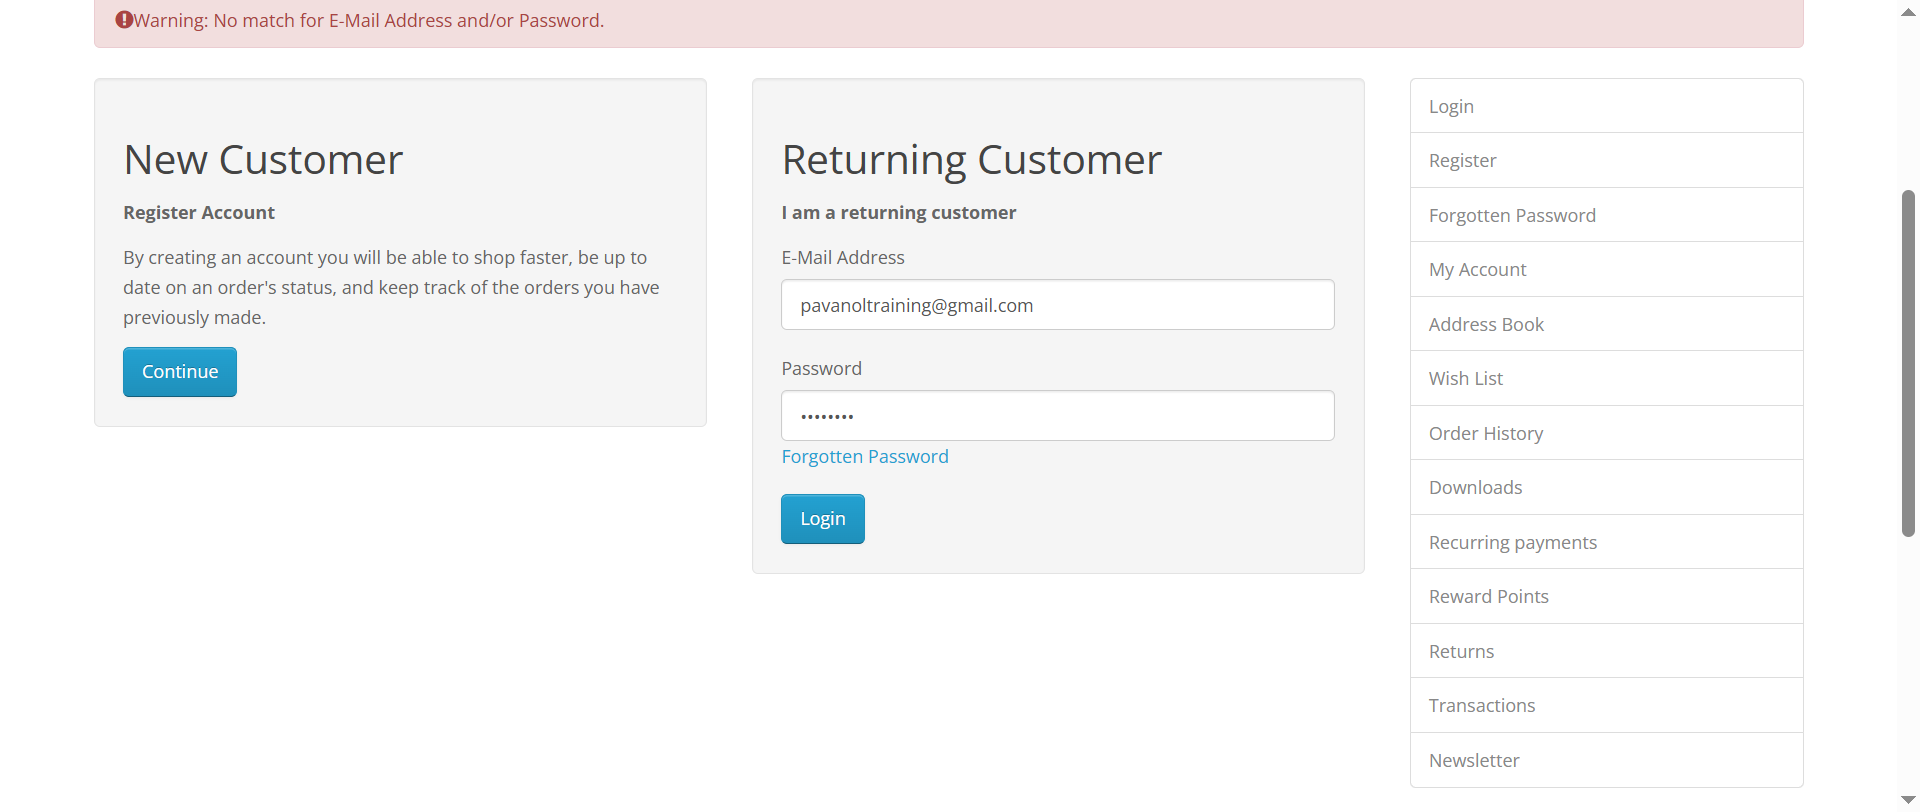 Warning: No match for E-Mail Address and/or Password.
New Customer
Register Account
By creating an account you will be able to shop faster, be up to
date on an order's status, and keep track of the orders you have
previously made.
Continue
Returning Customer
I am a returning customer
E-Mail Address
pavanoltraining@gmail.com
Password
••••••••
Forgotten Password
Login
Login
Register
Forgotten Password
My Account
Address Book
Wish List
Order History
Downloads
Recurring payments
Reward Points
Returns
Transactions
Newsletter